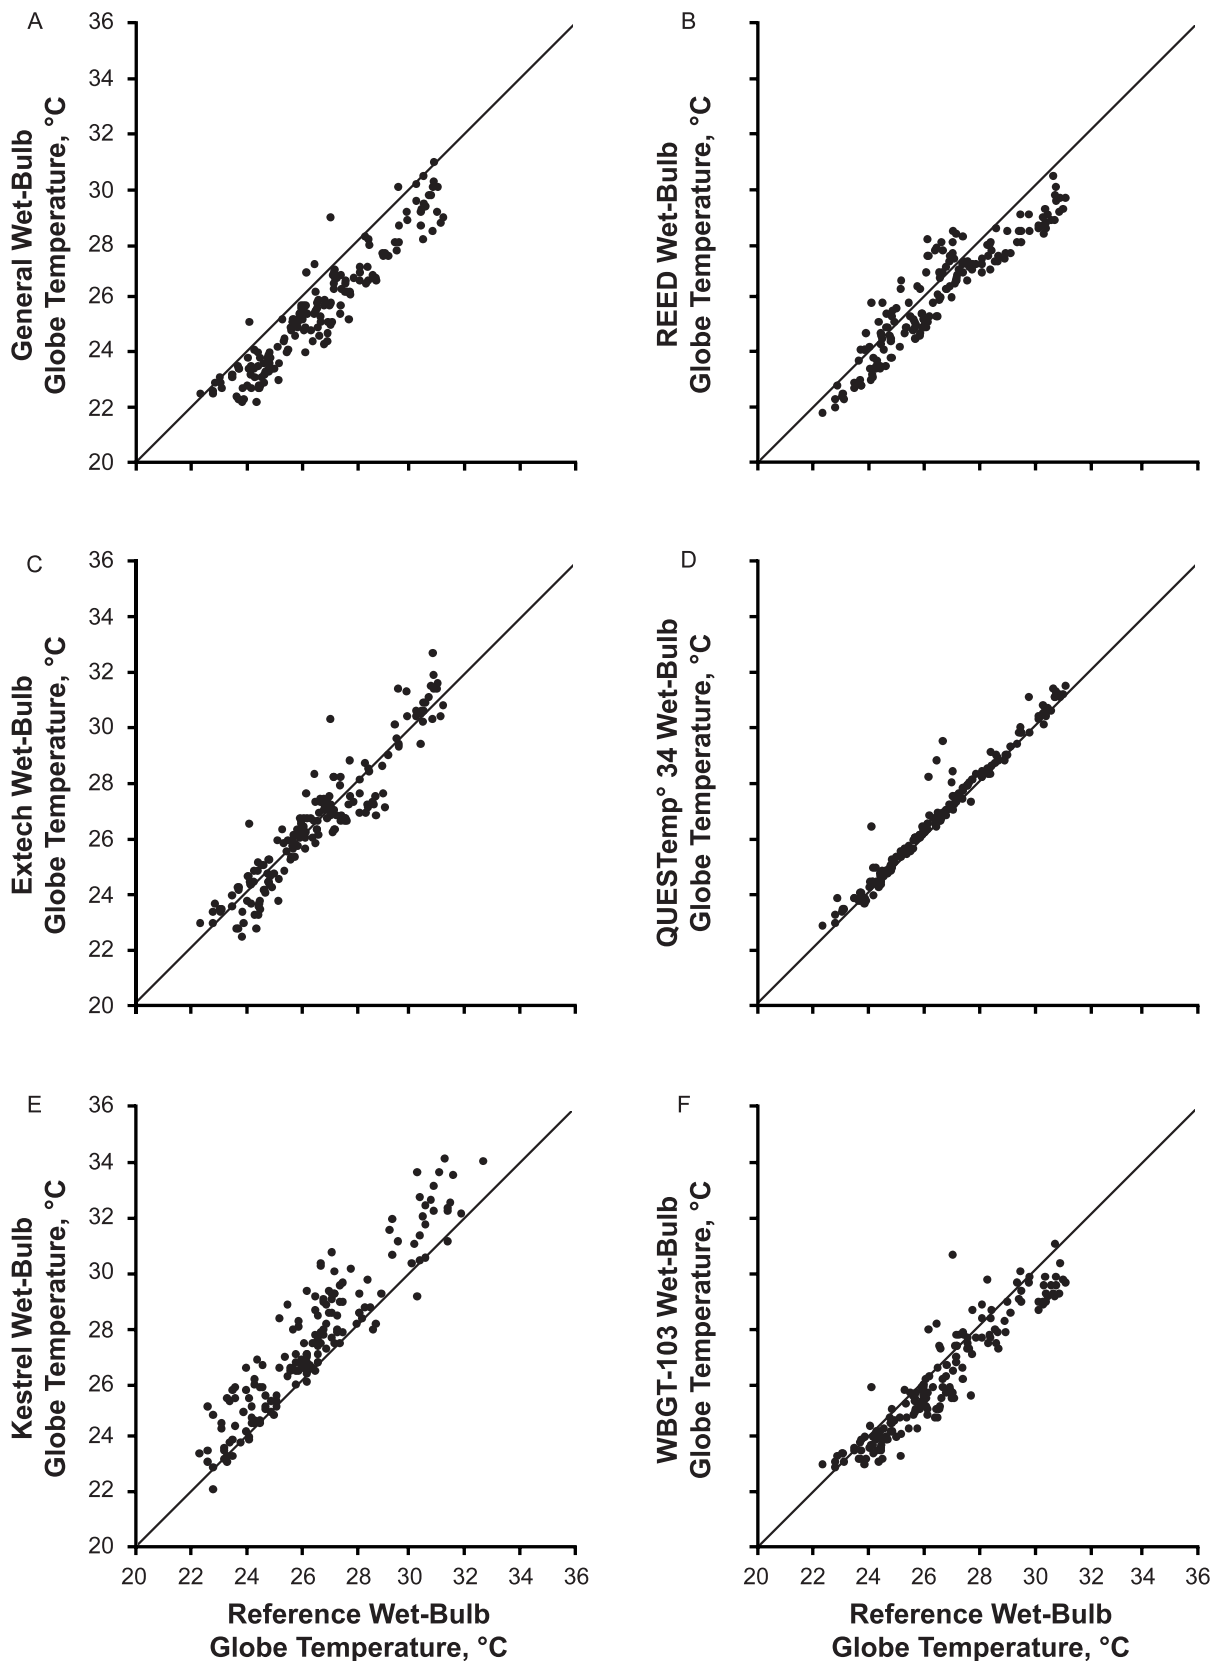 A
36
34
32
30
28
26
24
22
20
General Wet-Bulb
Globe Temperature, °C
B
REED Wet-Bulb
Globe Temperature, °C
C
36
34
32
30
28
26
24
22
20
Extech Wet-Bulb
Globe Temperature, °C
D
QUESTemp° 34 Wet-Bulb
Globe Temperature, °C
E
36
34
32
30
28
26
24
22
20
Kestrel Wet-Bulb
Globe Temperature, °C
20 22 24 26 28 30 32 34 36
Reference Wet-Bulb
Globe Temperature, °C
F
WBGT-103 Wet-Bulb
Globe Temperature, °C
20 22 24 26 28 30 32 34 36
Reference Wet-Bulb
Globe Temperature, °C